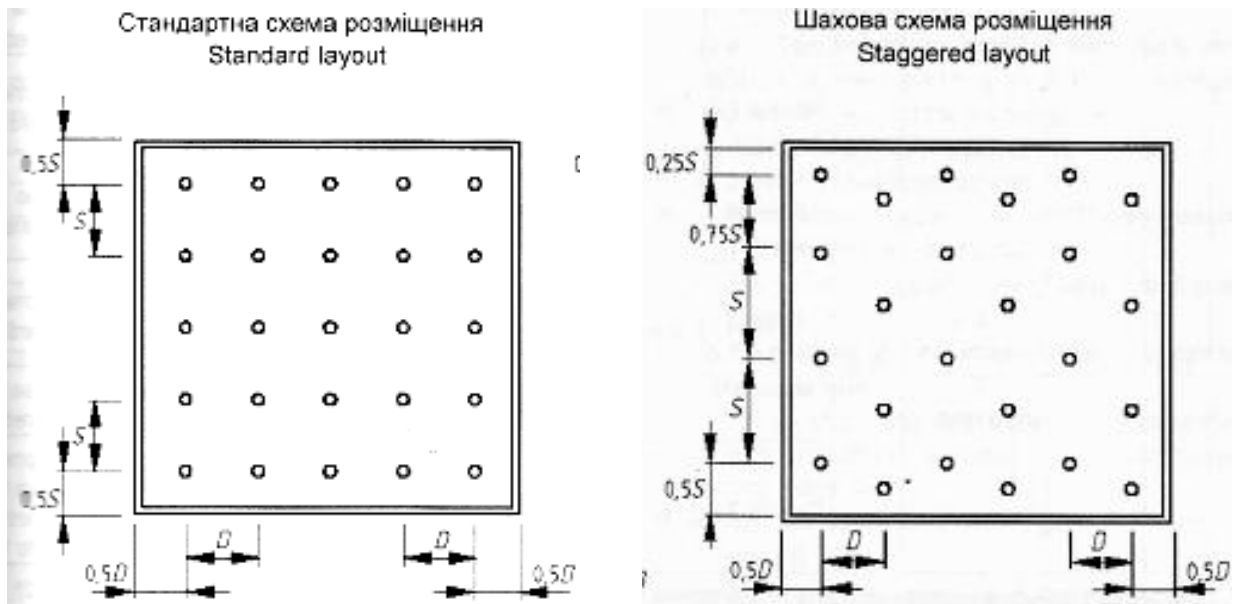 Стандартна схема розміщення
Standard layout
0,5S
S
S
0,5S
0,5D
D
D
0,5D
Шахова схема розміщення
Staggered layout
0,25S
0,75S
S
S
0,5S
0,5D
D
D
0,5D